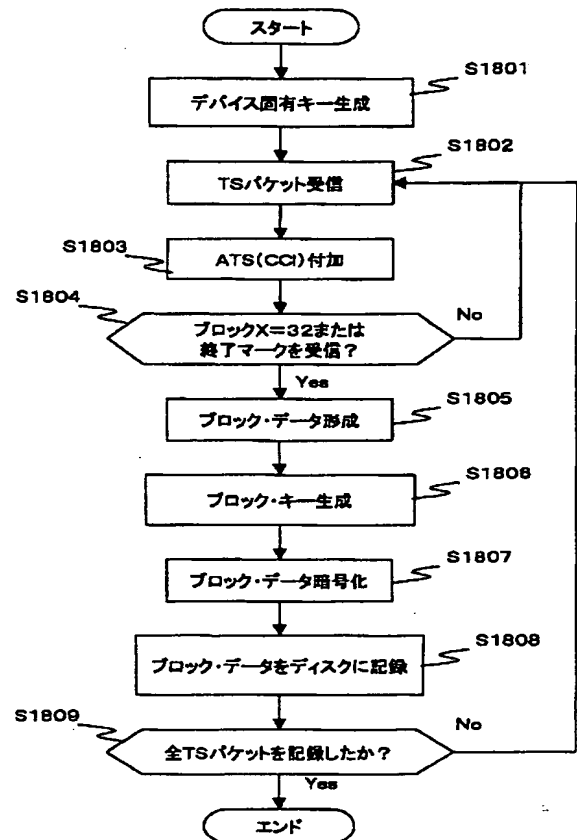 スタート
S1801
デバイス固有キー生成
S1802
TSパケット受信
S1803
ATS(CCI)付加
S1804
No
ブロックX=32または
終了マークを受信?
Yes
S1805
ブロック・データ形成
S1806
ブロック・キー生成
S1807
ブロック・データ暗号化
S1808
ブロック・データをディスクに記録
S1809
No
全TSパケットを記録したか?
Yes
エンド